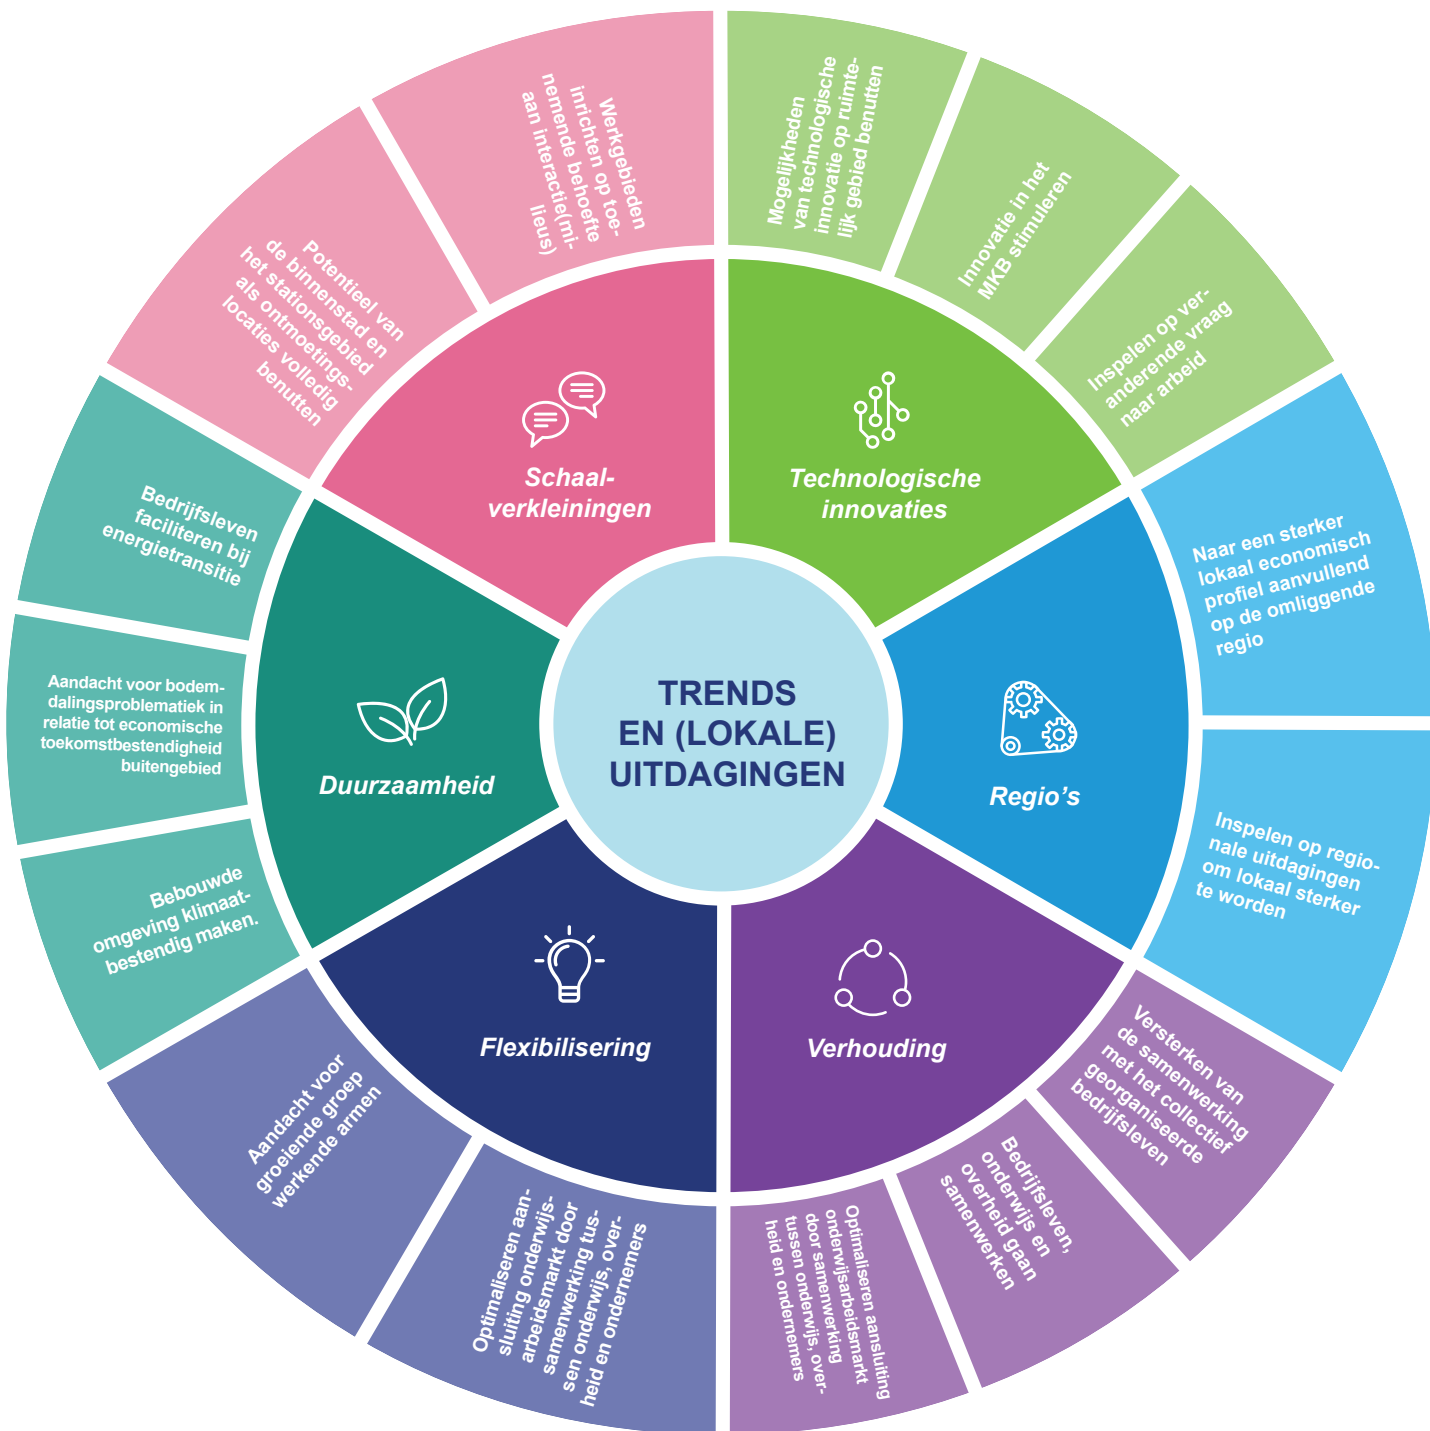 TRENDS
EN (LOKALE)
UITDAGINGEN
Technologische
innovaties
Mogelijkheden
van technologische
innovatie op ruimte-
lijk gebied benutten
Innovatie in het
MKB stimuleren
Inspelen op ver-
anderende vraag
naar arbeid
Regio's
Naar een sterker
lokaal economisch
profiel aanvullend
op de omliggende
regio
Inspelen op regio-
nale uitdagingen
om lokaal sterker
te worden
Verhouding
Versterken van
de samenwerking
met het collectief
georganiseerde
bedrijfsleven
Bedrijfsleven,
onderwijs en
overheid gaan
samenwerken
Optimaliseren aansluiting
onderwijsarbeidsmarkt
door samenwerking
tussen onderwijs, over-
heid en ondernemers
Flexibilisering
Optimaliseren aan-
sluiting onderwijs-
arbeidsmarkt door
samenwerking tus-
sen onderwijs, over-
heid en ondernemers
Aandacht voor
groeiende groep
werkende armen
Duurzaamheid
Bebouwde
omgeving klimaat-
bestendig maken.
Aandacht voor bodem-
dalingsproblematiek in
relatie tot economische
toekomstbestendigheid
buitengebied
Bedrijfsleven
faciliteren bij
energietransitie
Schaal-
verkleiningen
Potentieel van
de binnenstad en
het stationsgebied
als ontmoetings-
locaties volledig
benutten
Werkgebieden
inrichten op toe-
nemende behoefte
aan interactie(mi-
lieus)